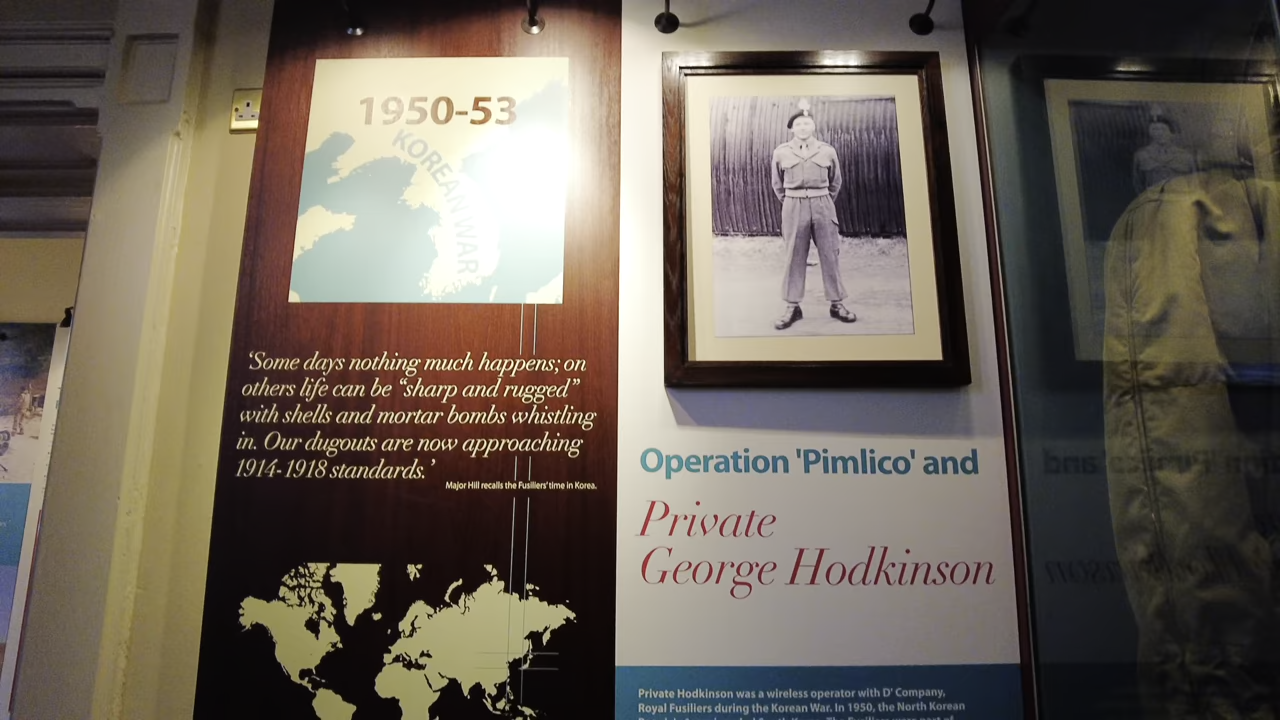 1950-53
KOREAN WAR
‘Some days nothing much happens; on
others life can be “sharp and rugged”
with shells and mortar bombs whistling
in. Our dugouts are now approaching
1914-1918 standards.’
Major Hill recalls the Fusiliers' time in Korea.
Operation 'Pimlico' and
Private
George Hodkinson
Private Hodkinson was a wireless operator with D' Company,
Royal Fusiliers during the Korean War. In 1950, the North Korean